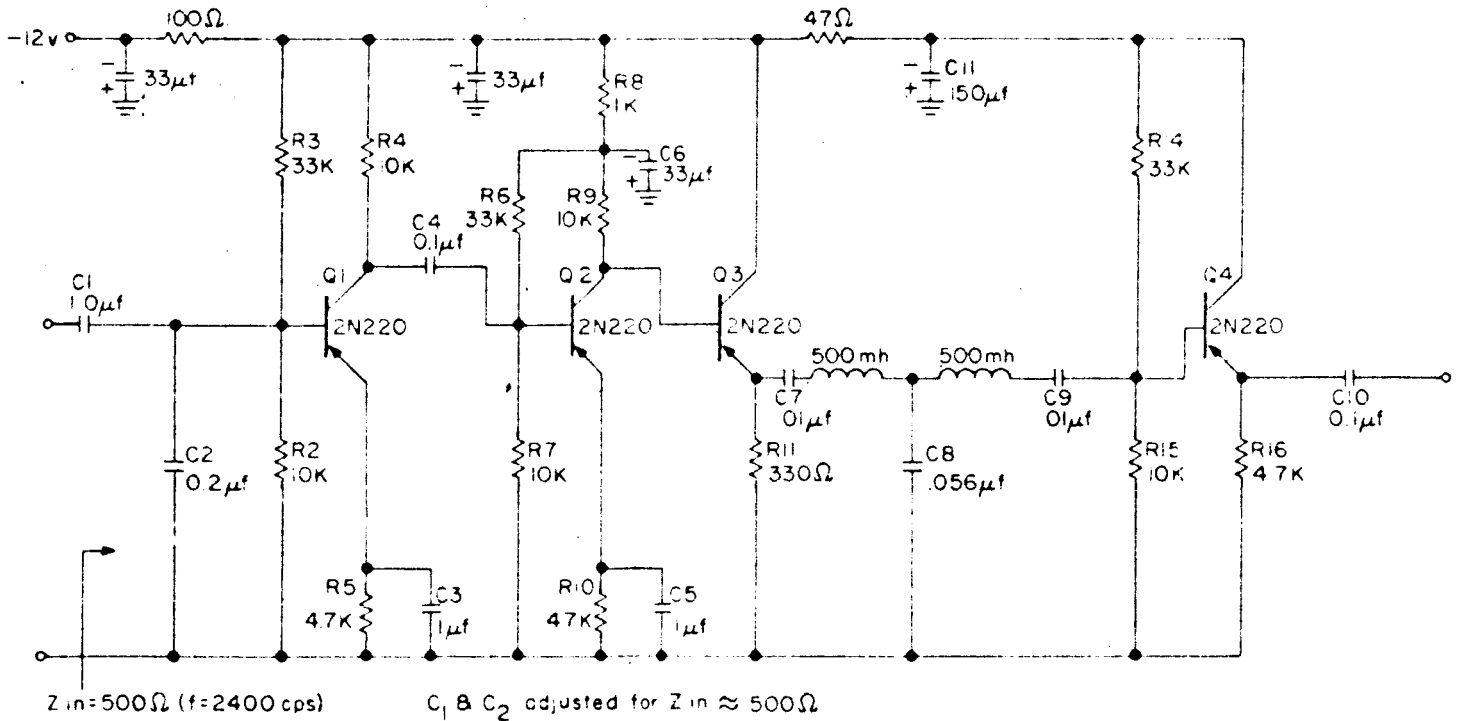 100Ω
47Ω
-12v
-
+
33μf
-
+
33μf
R8
1K
-
+
C11
150μf
R3
33K
R4
10K
-
+
C6
33μf
R14
33K
R6
33K
R9
10K
C4
0.1μf
C1
1.0μf
Q1
2N220
Q2
2N220
Q3
2N220
Q4
2N220
500mh
500mh
C7
.01μf
C9
.01μf
C10
0.1μf
C2
0.2μf
R2
10K
R7
10K
R11
330Ω
C8
.056μf
R15
10K
R16
4.7K
R5
4.7K
C3
1μf
R10
47K
C5
1μf
Z in=500Ω (f=2400 cps)
C1 & C2 adjusted for Z in ≈ 500Ω